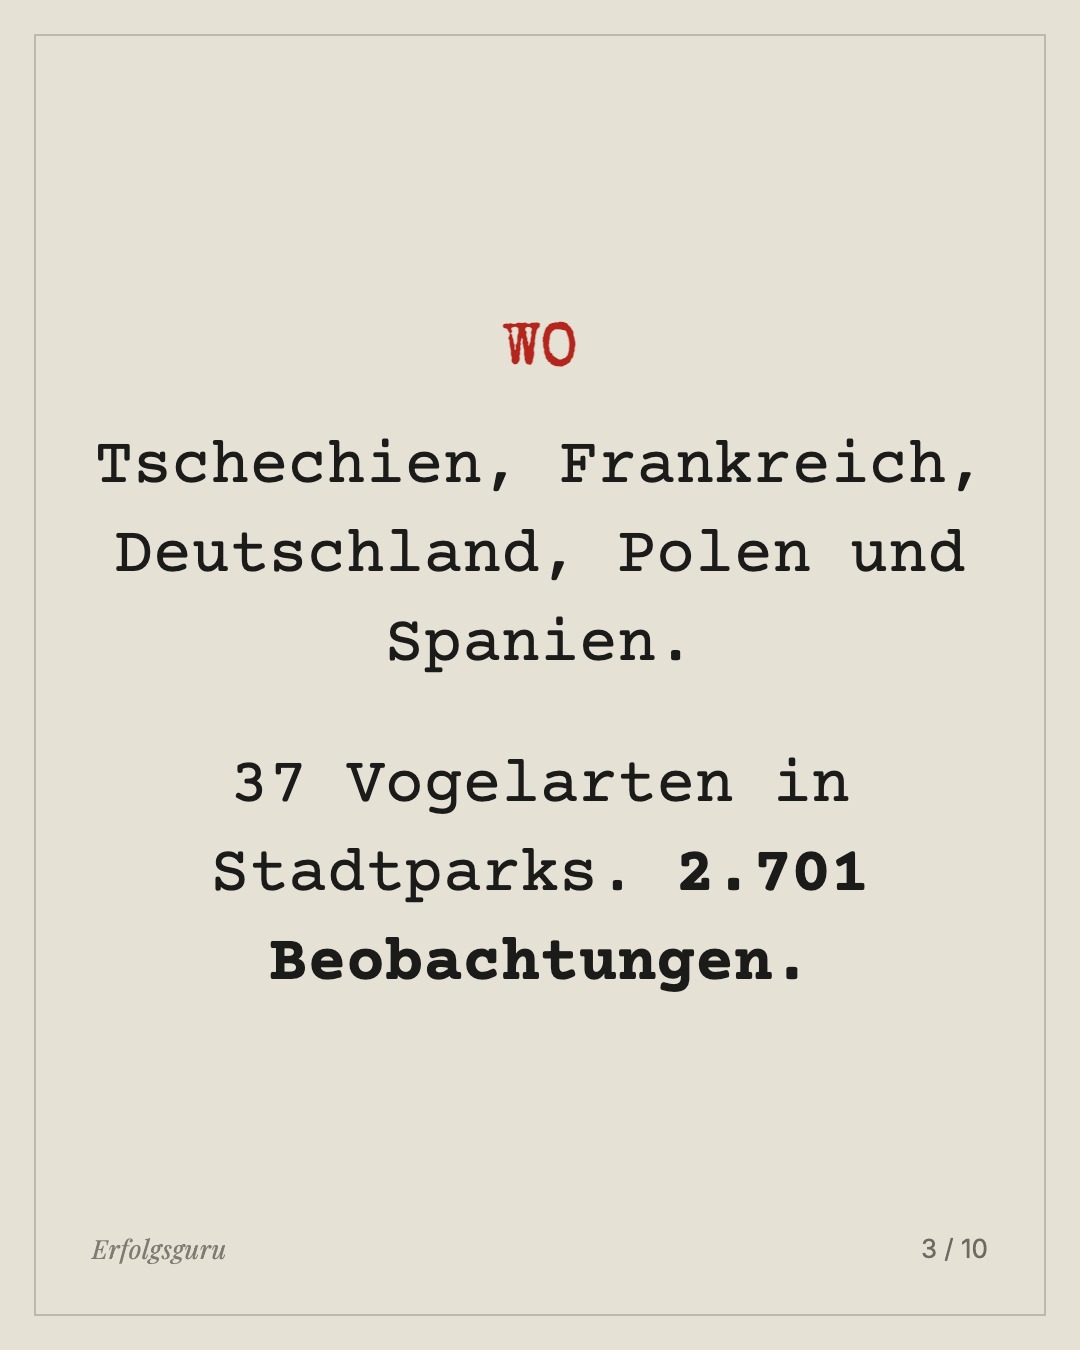 WO
Tschechien, Frankreich,
Deutschland, Polen und
Spanien.
37 Vogelarten in
Stadtparks. 2.701
Beobachtungen.
Erfolgsguru
3 / 10